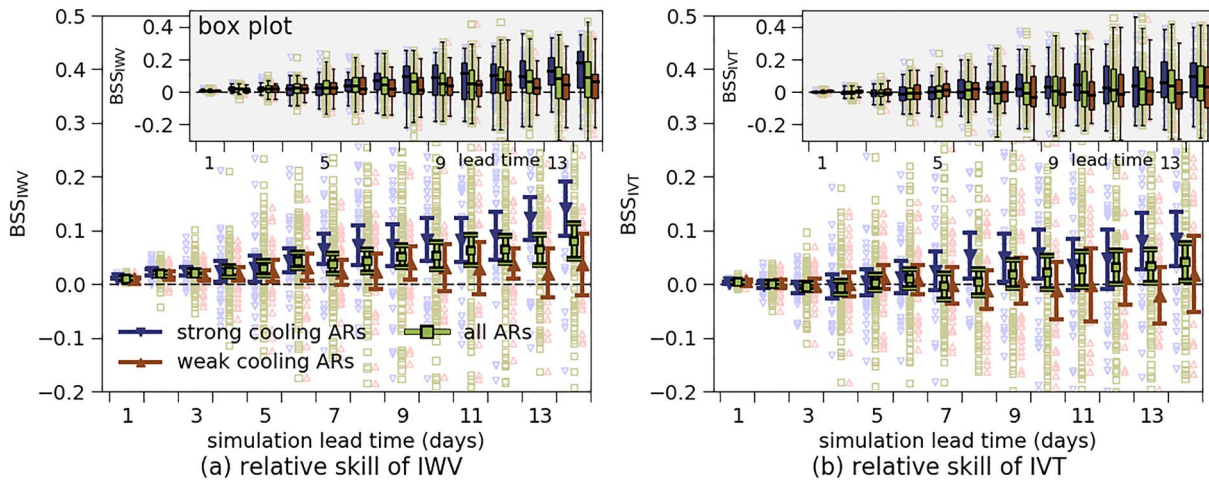 0.5
0.4
0.3
0.2
0.1
0.0
−0.1
−0.2
BSS_IWV
box plot
BSS_IWV
0.4
0.2
0
-0.2
1 5 9 lead time 13
strong cooling ARs
all ARs
weak cooling ARs
1 3 5 7 9 11 13
simulation lead time (days)
(a) relative skill of IWV
0.5
0.4
0.3
0.2
0.1
0.0
−0.1
−0.2
BSS_IVT
BSS_IVT
0.4
0.2
0
-0.2
1 5 9 lead time 13
1 3 5 7 9 11 13
simulation lead time (days)
(b) relative skill of IVT